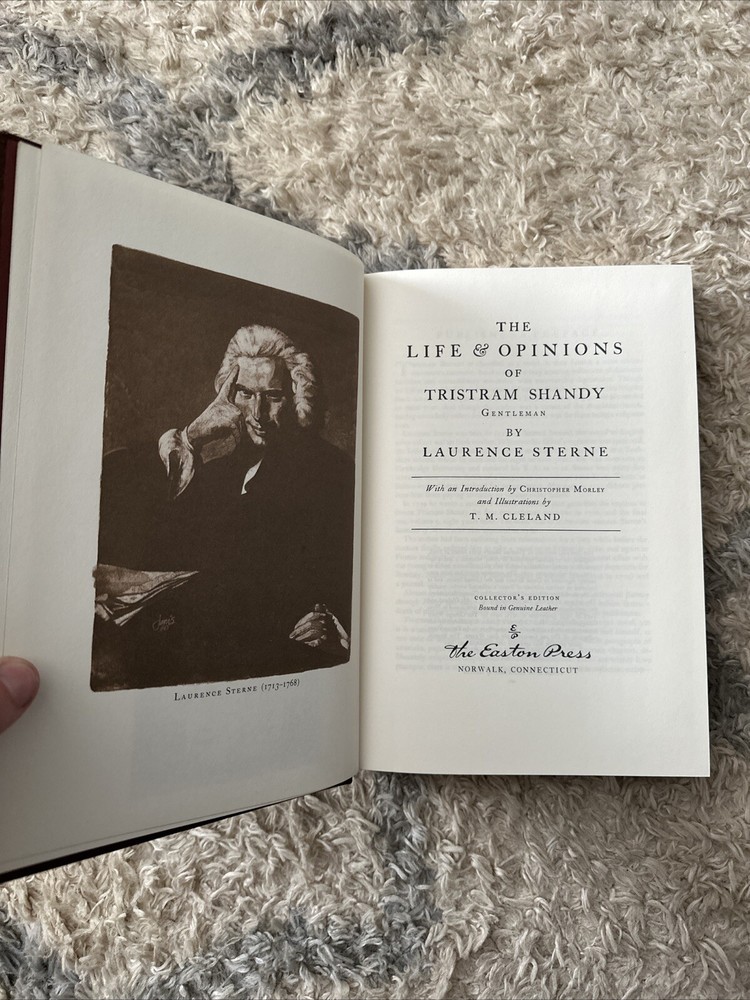 LAURENCE STERNE (1713–1768)
THE
LIFE & OPINIONS
OF
TRISTRAM SHANDY
GENTLEMAN
BY
LAURENCE STERNE
With an Introduction by CHRISTOPHER MORLEY
and Illustrations by
T. M. CLELAND
COLLECTOR'S EDITION
Bound in Genuine Leather
The Easton Press
NORWALK, CONNECTICUT